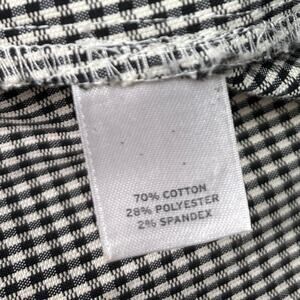 70% COTTON
28% POLYESTER
2% SPANDEX